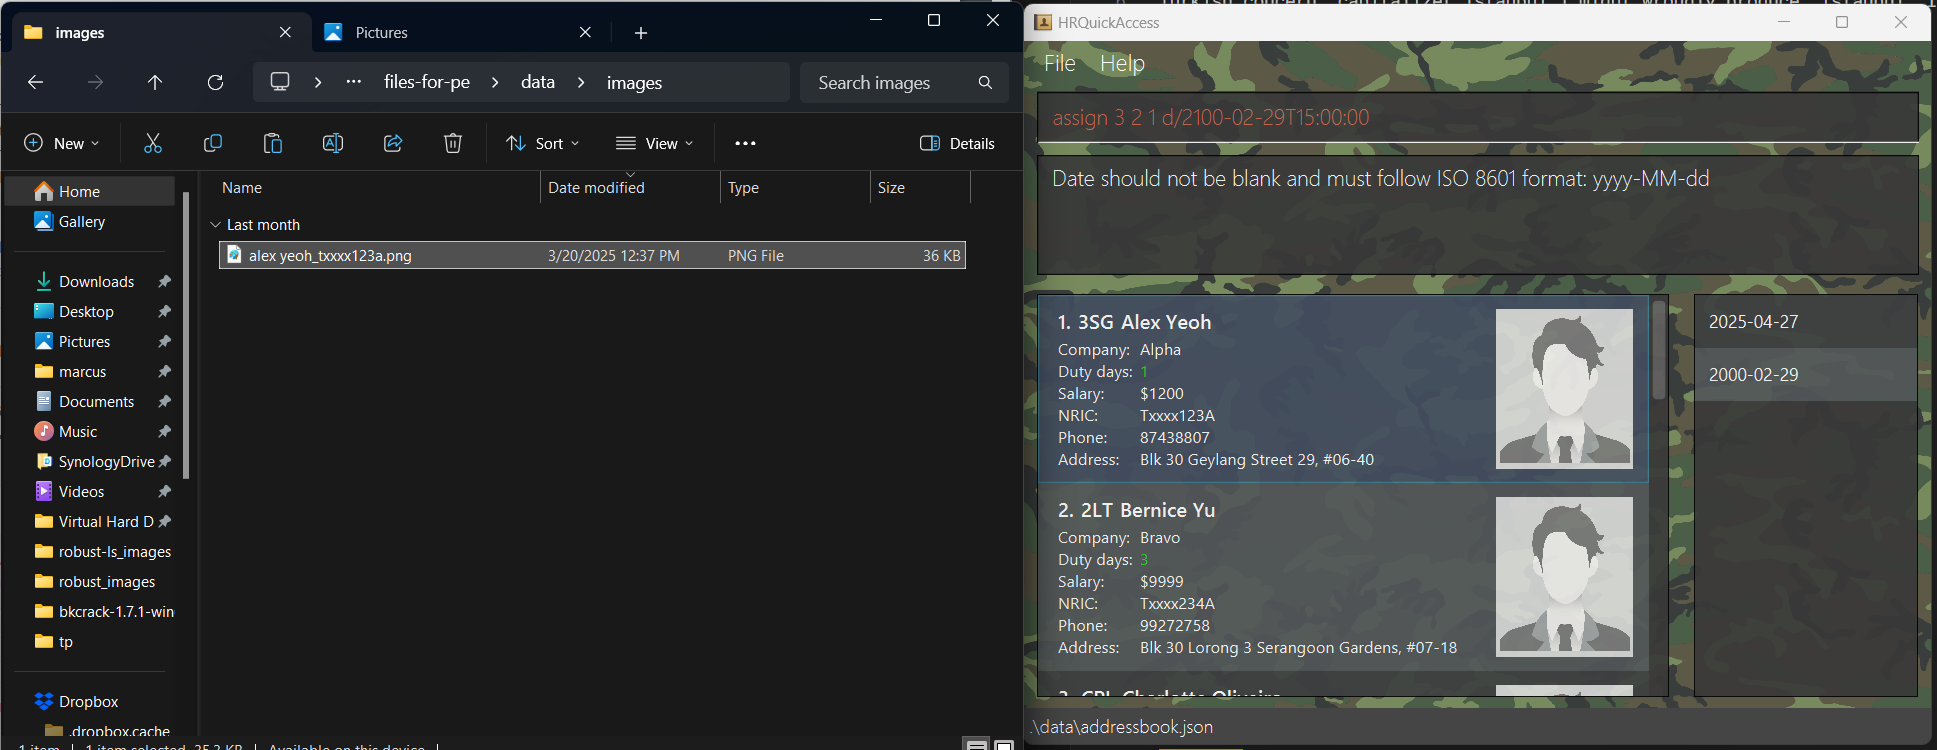 images
Pictures
files-for-pe
data
images
Search images
New
Sort
View
Details
Home
Gallery
Downloads
Desktop
Pictures
marcus
Documents
Music
SynologyDrive
Videos
Virtual Hard D
robust-ls_images
robust_images
bkcrack-1.7.1-win
tp
Dropbox
.dropbox.cache
Name
Date modified
Type
Size
Last month
alex yeoh_txxxx123a.png
3/20/2025 12:37 PM
PNG File
36 KB
1 item
1 item selected 35.2 KB
Available on this device
HRQuickAccess
File Help
assign 3 2 1 d/2100-02-29T15:00:00
Date should not be blank and must follow ISO 8601 format: yyyy-MM-dd
1. 3SG Alex Yeoh
Company: Alpha
Duty days: 1
Salary: $1200
NRIC: Txxxx123A
Phone: 87438807
Address: Blk 30 Geylang Street 29, #06-40
2. 2LT Bernice Yu
Company: Bravo
Duty days: 3
Salary: $9999
NRIC: Txxxx234A
Phone: 99272758
Address: Blk 30 Lorong 3 Serangoon Gardens, #07-18
3. CPL Charlotte Oliveiro
2025-04-27
2000-02-29
.\data\addressbook.json